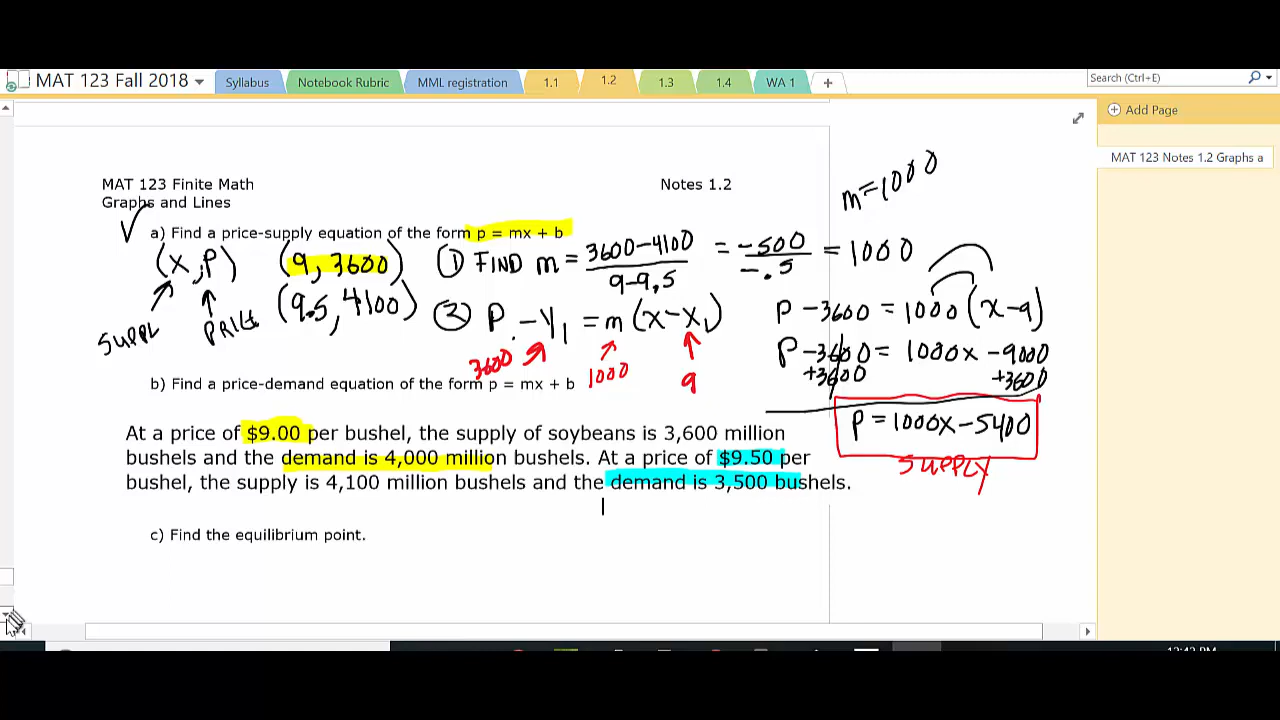 MAT 123 Fall 2018
Syllabus
Notebook Rubric
MML registration
1.1
1.2
1.3
1.4
WA 1
Search (Ctrl+E)
Add Page
MAT 123 Notes 1.2 Graphs a
MAT 123 Finite Math
Notes 1.2
Graphs and Lines
m=1000
a) Find a price-supply equation of the form p = mx + b
(x, P)
(9, 3600)
① FIND m = 3600-4100 / 9-9.5 = -500 / -.5 = 1000
(9.5, 4100)
SUPPL
PRICE
② P - Y₁ = m(x-x₁)
3600
1000
9
P - 3600 = 1000(x-9)
P - 3600 = 1000x - 9000
+3600 +3600
P = 1000x - 5400
SUPPLY
b) Find a price-demand equation of the form p = mx + b
At a price of $9.00 per bushel, the supply of soybeans is 3,600 million
bushels and the demand is 4,000 million bushels. At a price of $9.50 per
bushel, the supply is 4,100 million bushels and the demand is 3,500 bushels.
c) Find the equilibrium point.